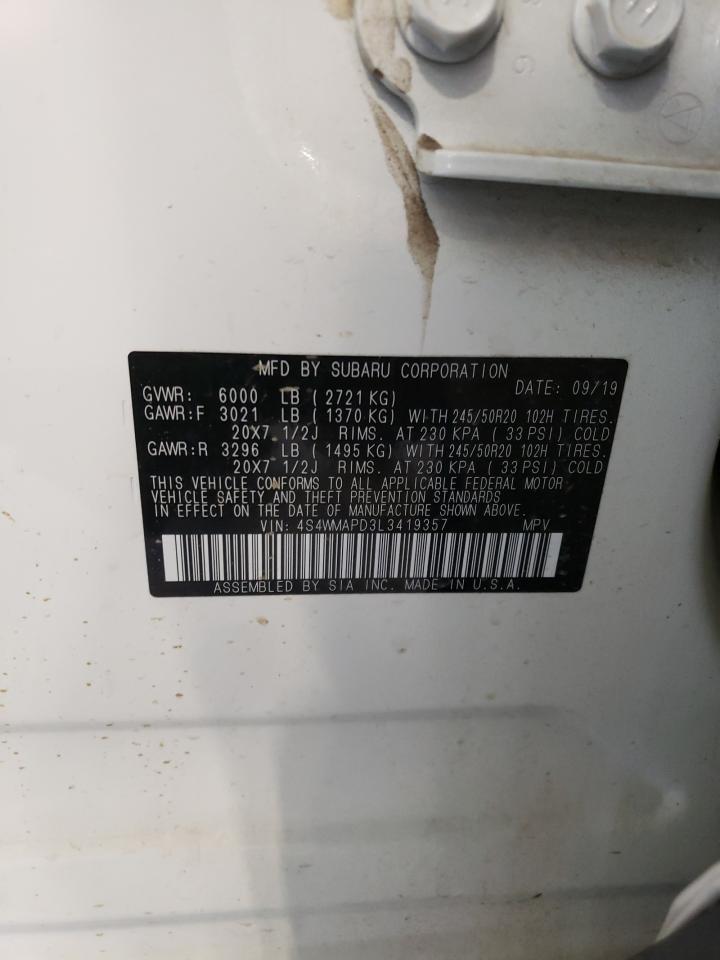 MFD BY SUBARU CORPORATION
DATE: 09/19
GVWR: 6000 LB (2721KG)
GAWR:F 3021 LB (1370 KG) WITH 245/50R20 102H TIRES.
20X7 1/2J RIMS. AT 230 KPA (33 PSI) COLD
GAWR:R 3296 LB (1495 KG) WITH 245/50R20 102H TIRES.
20X7 1/2J RIMS. AT 230 KPA (33 PSI) COLD
THIS VEHICLE CONFORMS TO ALL APPLICABLE FEDERAL MOTOR
VEHICLE SAFETY AND THEFT PREVENTION STANDARDS
IN EFFECT ON THE DATE OF MANUFACTURE SHOWN ABOVE.
VIN: 4S4WMAPD3L3419357 MPV
ASSEMBLED BY SIA INC. MADE IN U.S.A.